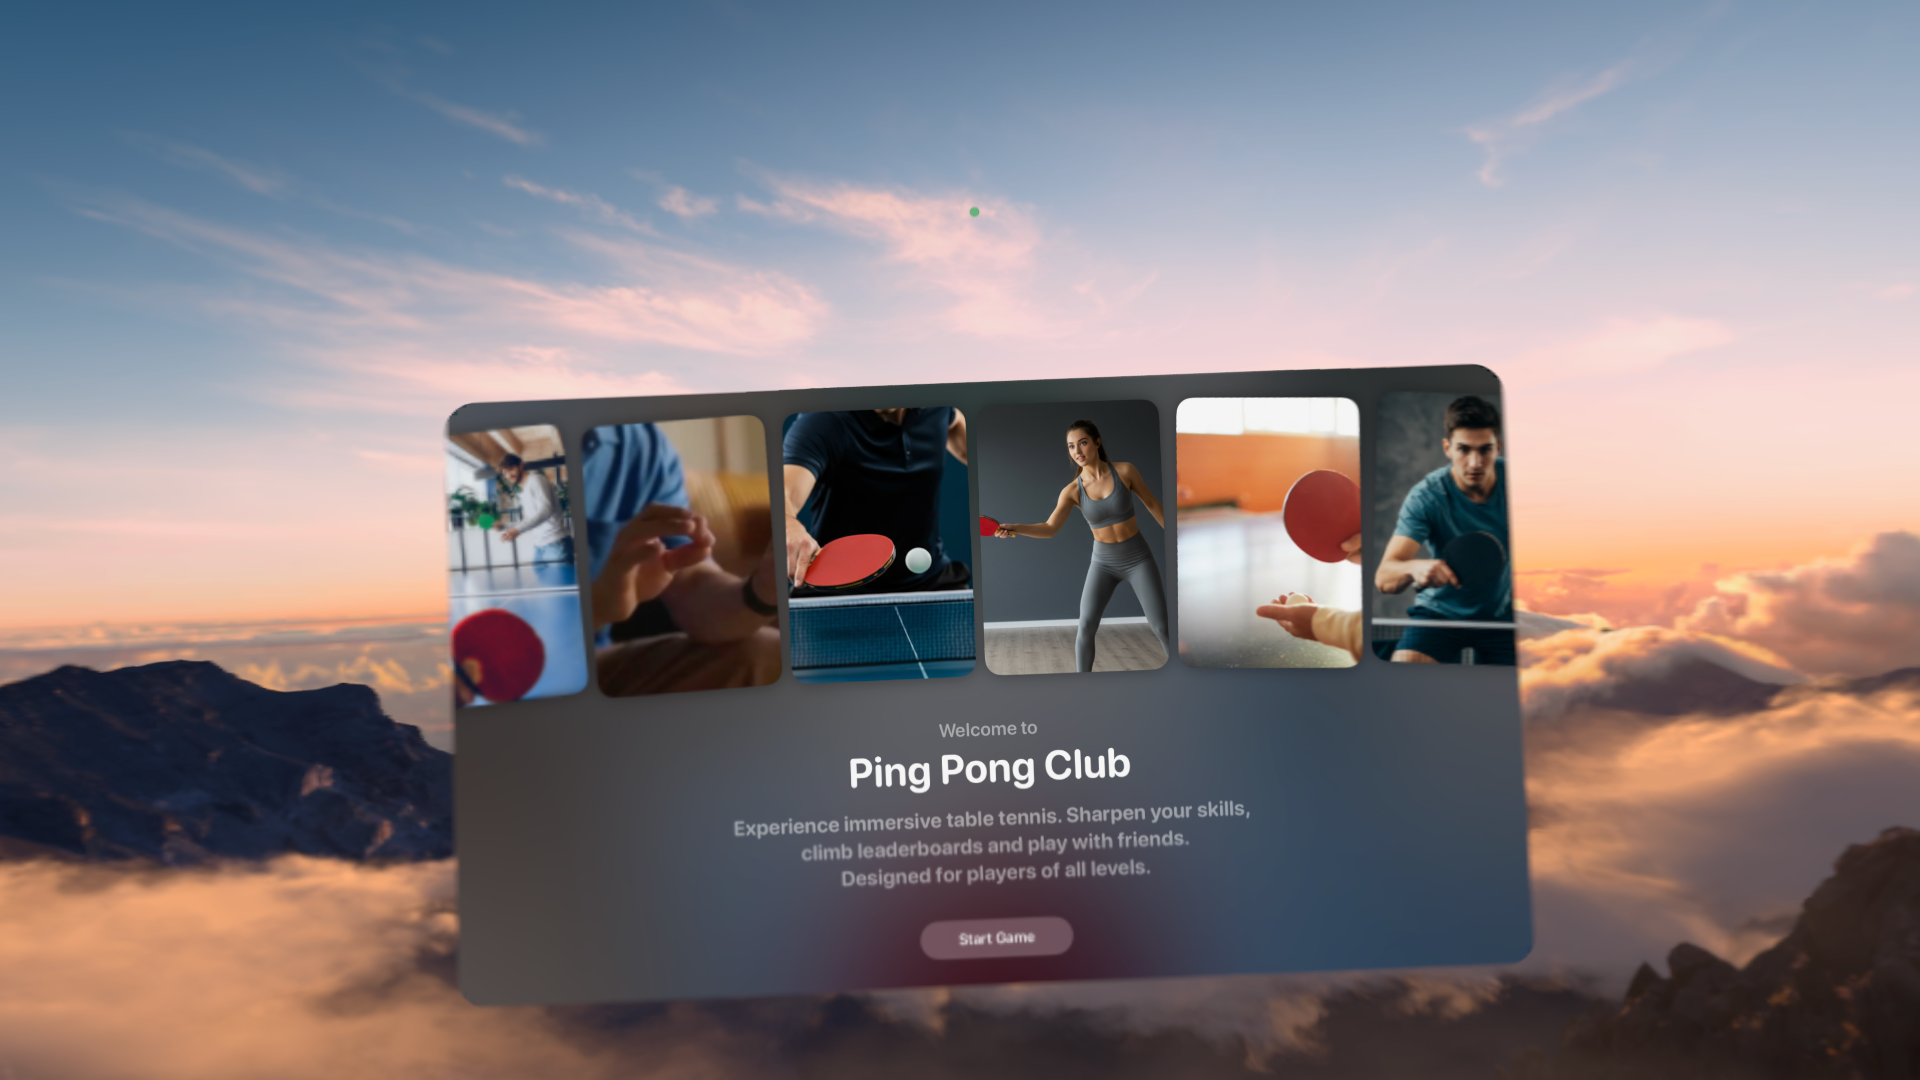 Welcome to
Ping Pong Club
Experience immersive table tennis. Sharpen your skills,
climb leaderboards and play with friends.
Designed for players of all levels.
Start Game